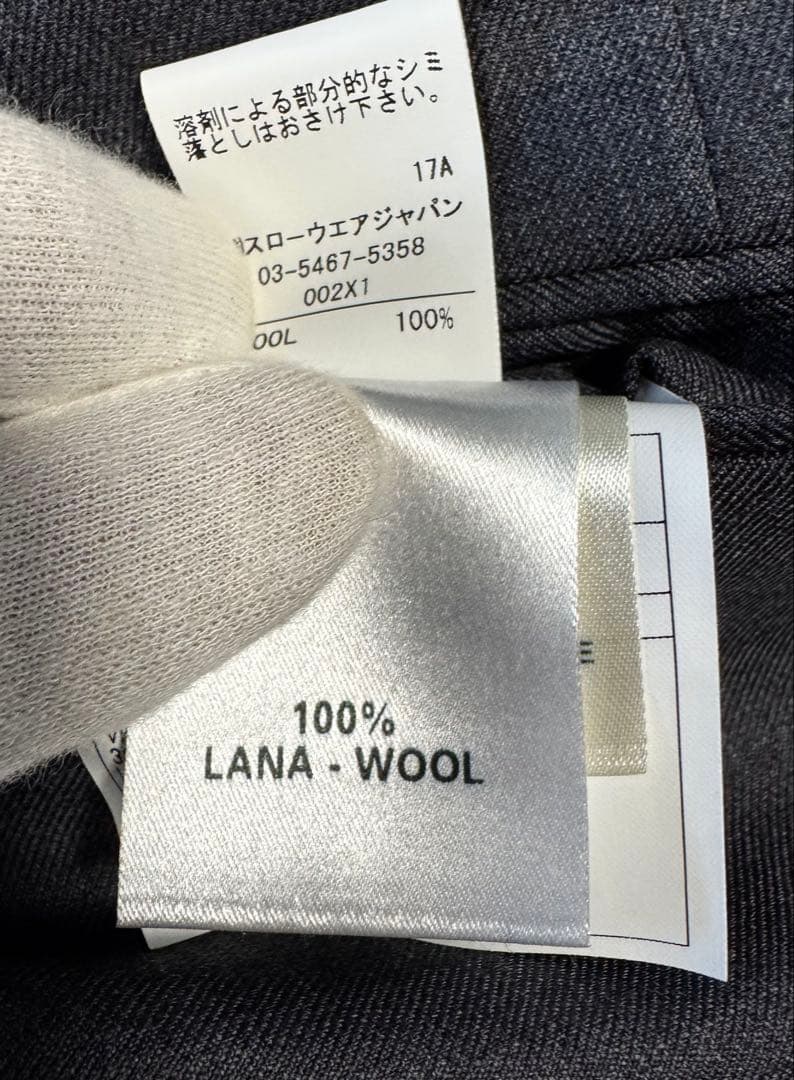 溶剤による部分的なシミ
落としはおさけ下さい。
17A
スローウエアジャパン
03-5467-5358
002X1
OOL 100%
100%
LANA - WOOL